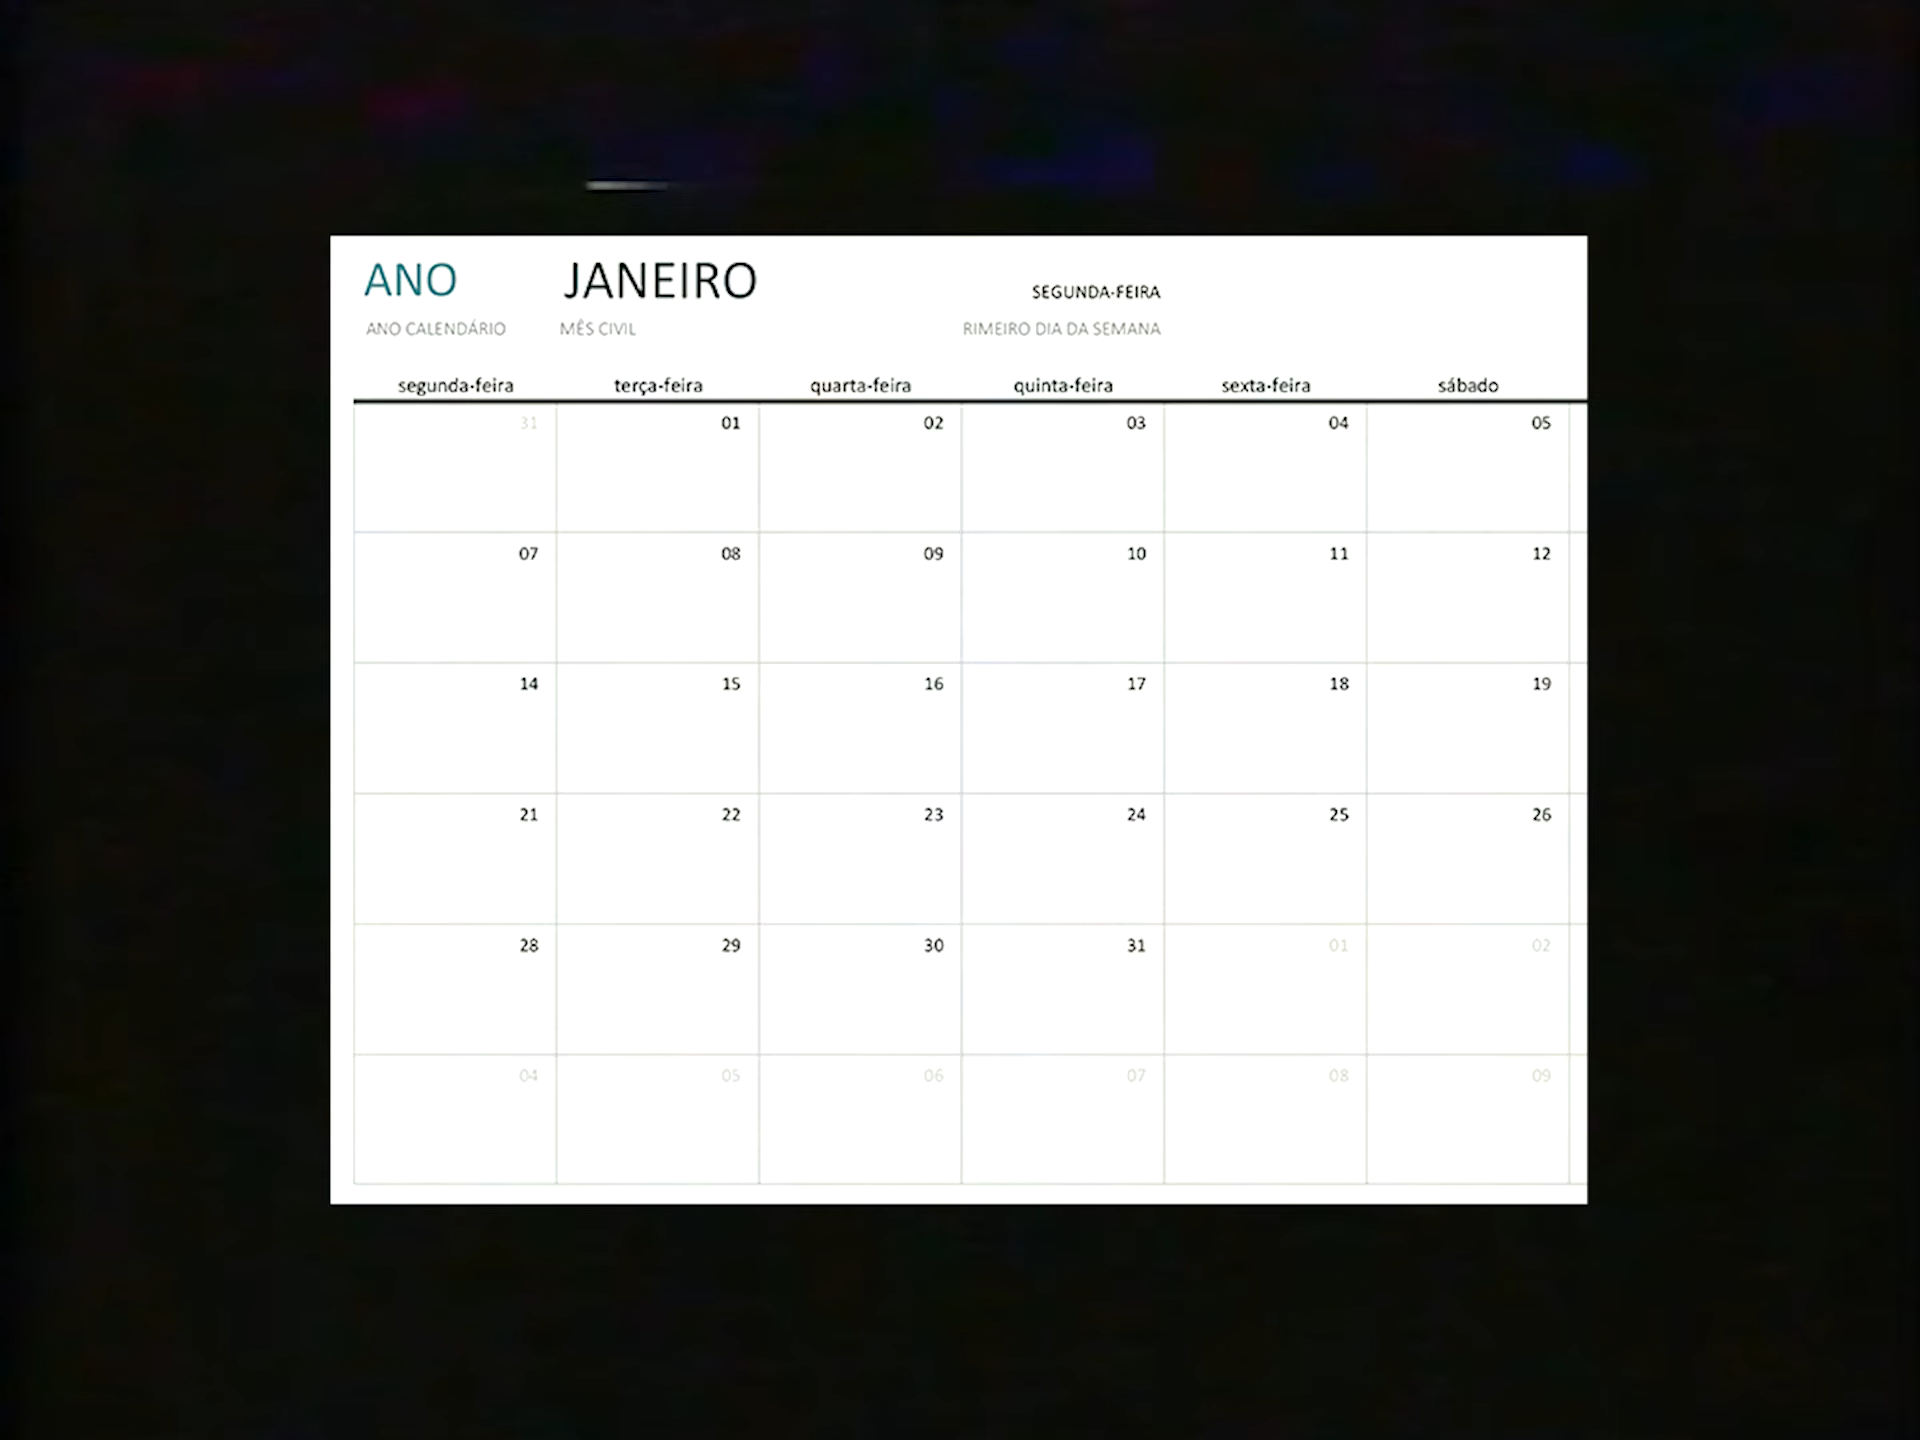 ANO JANEIRO SEGUNDA-FEIRA
ANO CALENDÁRIO MÊS CIVIL RIMEIRO DIA DA SEMANA
segunda-feira terça-feira quarta-feira quinta-feira sexta-feira sábado
31 01 02 03 04 05
07 08 09 10 11 12
14 15 16 17 18 19
21 22 23 24 25 26
28 29 30 31 01 02
04 05 06 07 08 09